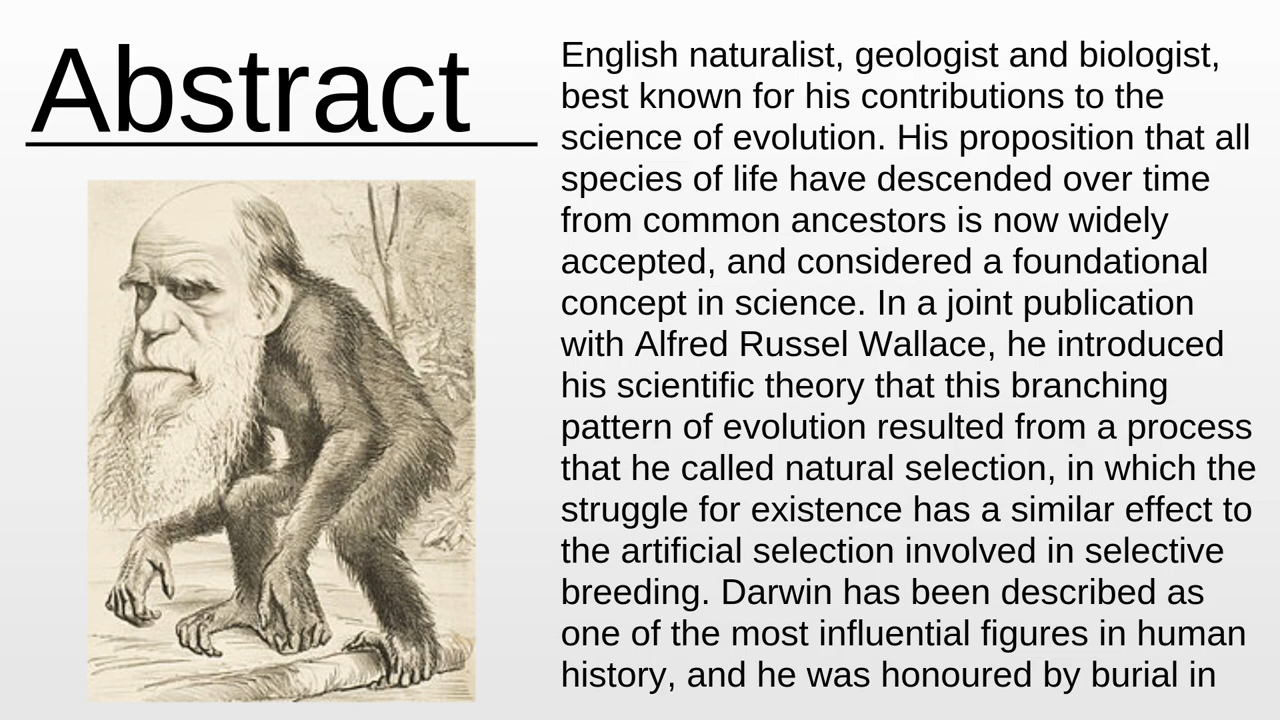 Abstract
English naturalist, geologist and biologist,
best known for his contributions to the
science of evolution. His proposition that all
species of life have descended over time
from common ancestors is now widely
accepted, and considered a foundational
concept in science. In a joint publication
with Alfred Russel Wallace, he introduced
his scientific theory that this branching
pattern of evolution resulted from a process
that he called natural selection, in which the
struggle for existence has a similar effect to
the artificial selection involved in selective
breeding. Darwin has been described as
one of the most influential figures in human
history, and he was honoured by burial in